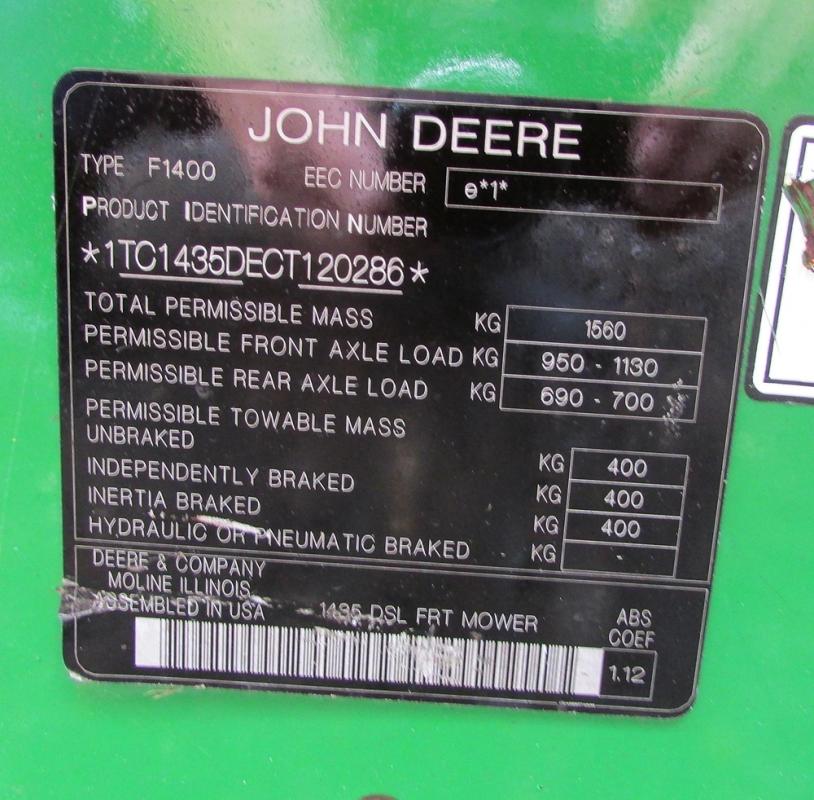 JOHN DEERE
TYPE F1400 EEC NUMBER e*1*
PRODUCT IDENTIFICATION NUMBER
*1TC1435DECT120286*
TOTAL PERMISSIBLE MASS KG 1560
PERMISSIBLE FRONT AXLE LOAD KG 950 - 1130
PERMISSIBLE REAR AXLE LOAD KG 690 - 700
PERMISSIBLE TOWABLE MASS
UNBRAKED KG 400
INDEPENDENTLY BRAKED KG 400
INERTIA BRAKED KG 400
HYDRAULIC OR PNEUMATIC BRAKED KG -
DEERE & COMPANY
MOLINE ILLINOIS
ASSEMBLED IN USA 1435 DSL FRT MOWER
ABS
COEF
1.12